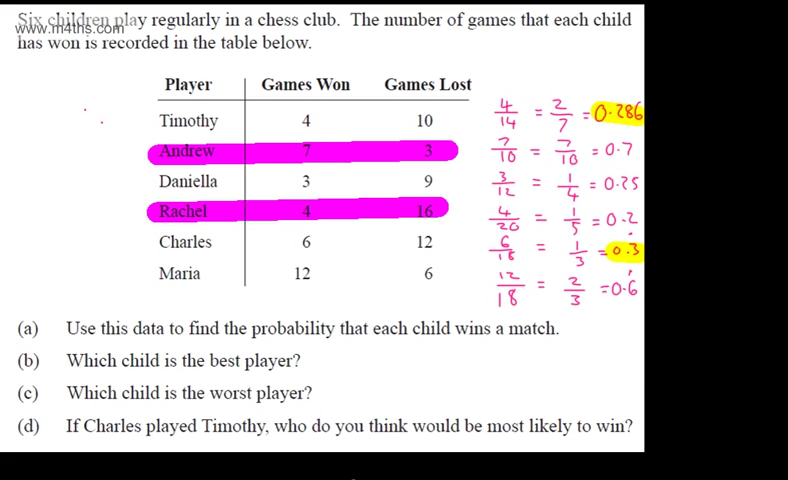 Six children play regularly in a chess club. The number of games that each child
www.m4ths.com
has won is recorded in the table below.
Player Games Won Games Lost
Timothy 4 10 4/14 = 2/7 = 0.286
Andrew 7 3 7/10 = 7/10 = 0.7
Daniella 3 9 3/12 = 1/4 = 0.25
Rachel 4 16 4/20 = 1/5 = 0.2
Charles 6 12 6/18 = 1/3 = 0.3̇
Maria 12 6 12/18 = 2/3 = 0.6̇
(a) Use this data to find the probability that each child wins a match.
(b) Which child is the best player?
(c) Which child is the worst player?
(d) If Charles played Timothy, who do you think would be most likely to win?